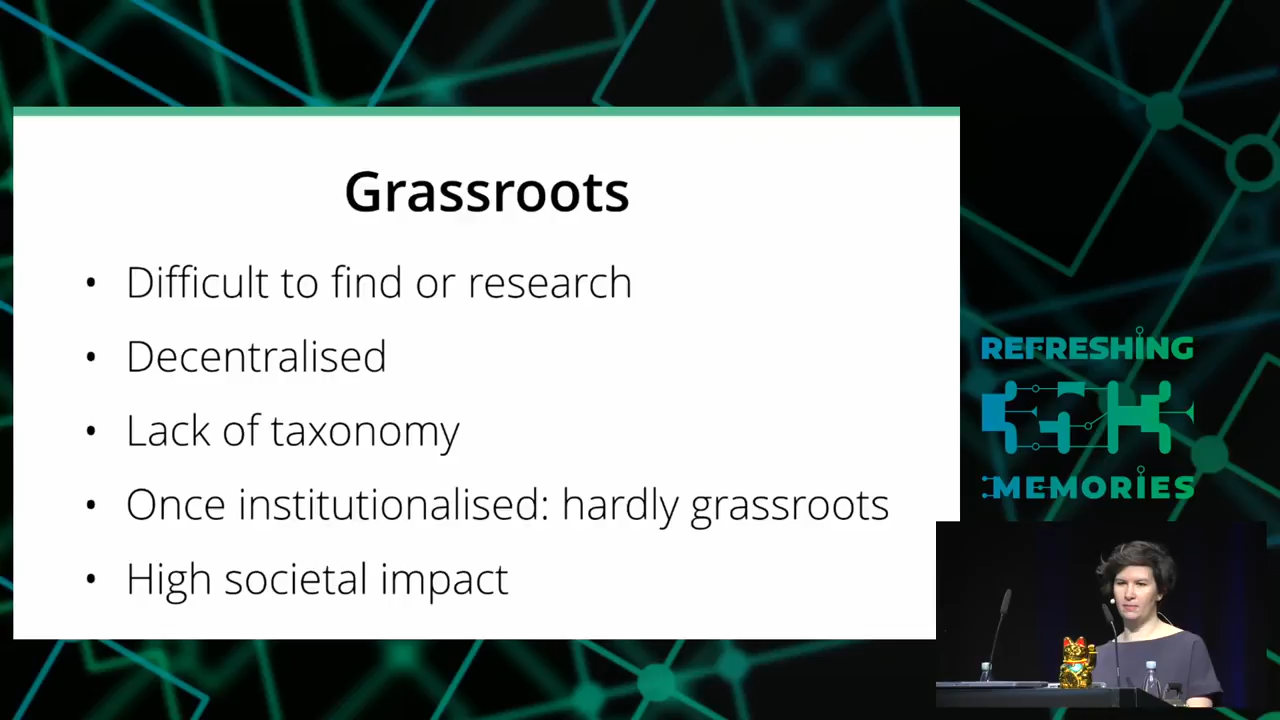 Grassroots
• Difficult to find or research
• Decentralised
• Lack of taxonomy
• Once institutionalised: hardly grassroots
• High societal impact
REFRESHING
35C3
:MEMORIES